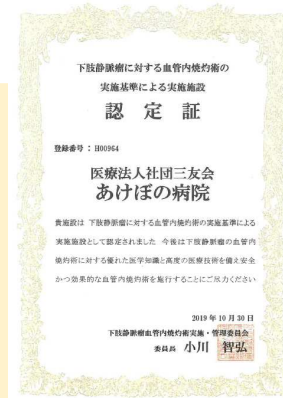 下肢静脈瘤に対する血管内焼灼術の
実施基準による実施施設
認定証
登録番号：H00964
医療法人社団三友会
あけぼの病院
貴施設は 下肢静脈瘤に対する血管内焼灼術の実施基準による
実施施設として認定されました 今後は下肢静脈瘤の血管内
焼灼術に対する優れた医学知識と高度の医療技術を備え安全
かつ効果的な血管内焼灼術を施行することにご尽力ください
2019年10月30日
下肢静脈瘤血管内焼灼術実施・管理委員会
委員長 小川 智弘